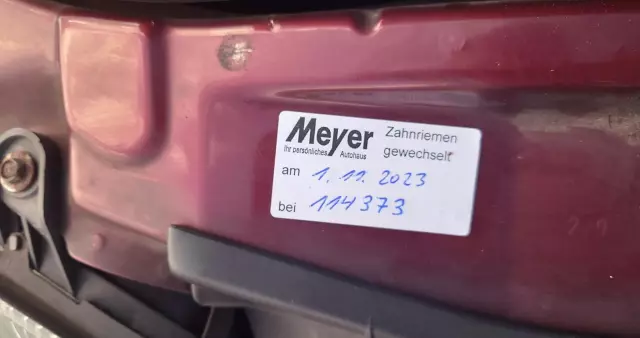 Meyer
Ihr persönliches Autohaus
Zahnriemen
gewechselt
am 1.11.2023
bei 114373